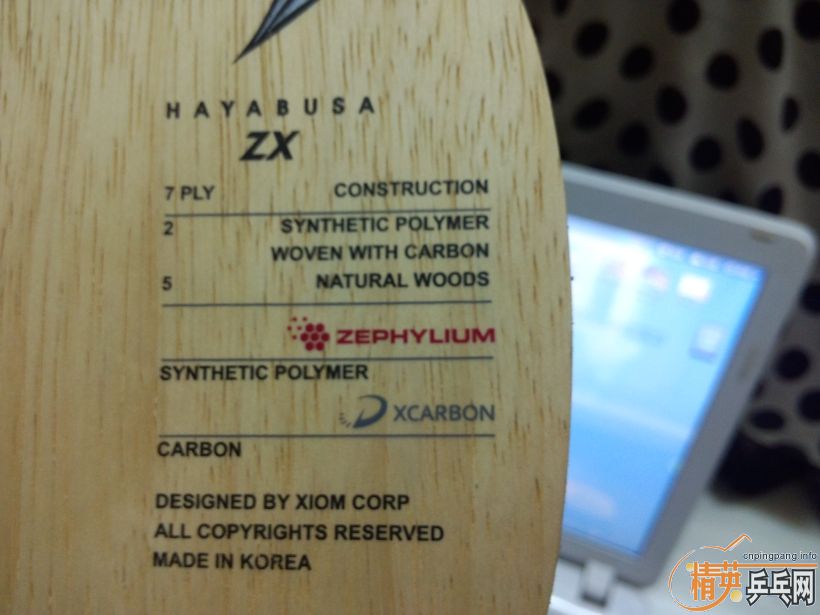 HAYABUSA
ZX
7 PLY CONSTRUCTION
2 SYNTHETIC POLYMER
WOVEN WITH CARBON
5 NATURAL WOODS
ZEPHYLIUM
SYNTHETIC POLYMER
XCARBON
CARBON
DESIGNED BY XIOM CORP
ALL COPYRIGHTS RESERVED
MADE IN KOREA
cnpingpang.info
精英乒乓网